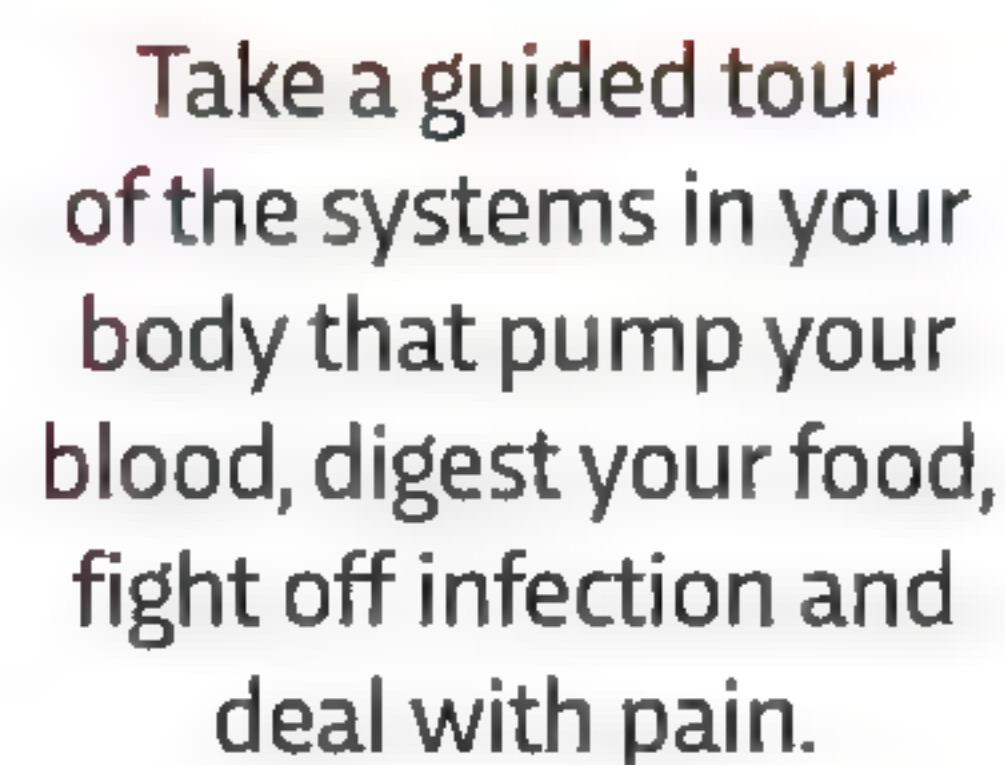 Take a guided tour
of the systems in your
body that pump your
blood, digest your food,
fight off infection and
deal with pain.